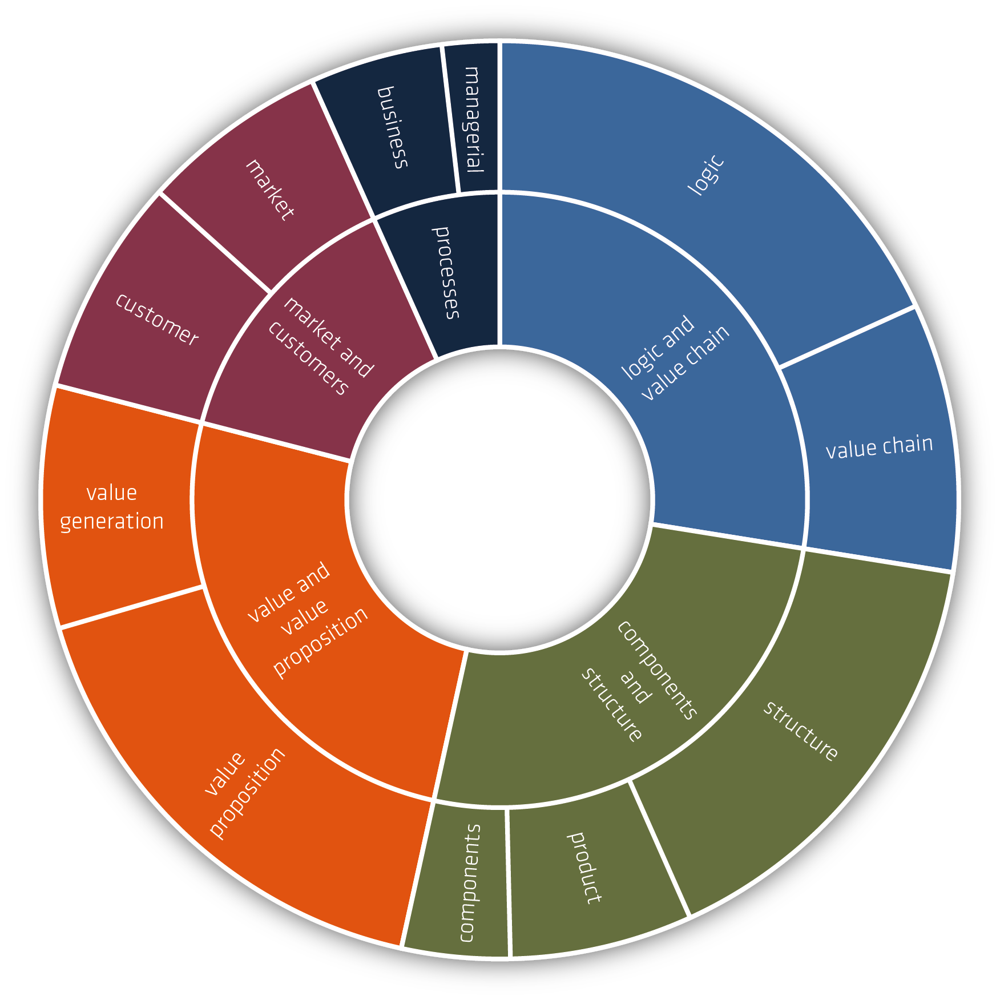 managerial
business
logic
market
processes
customer
market and
customers
logic and
value chain
value chain
value
generation
value and
value
proposition
components
and
structure
structure
value
proposition
components
product